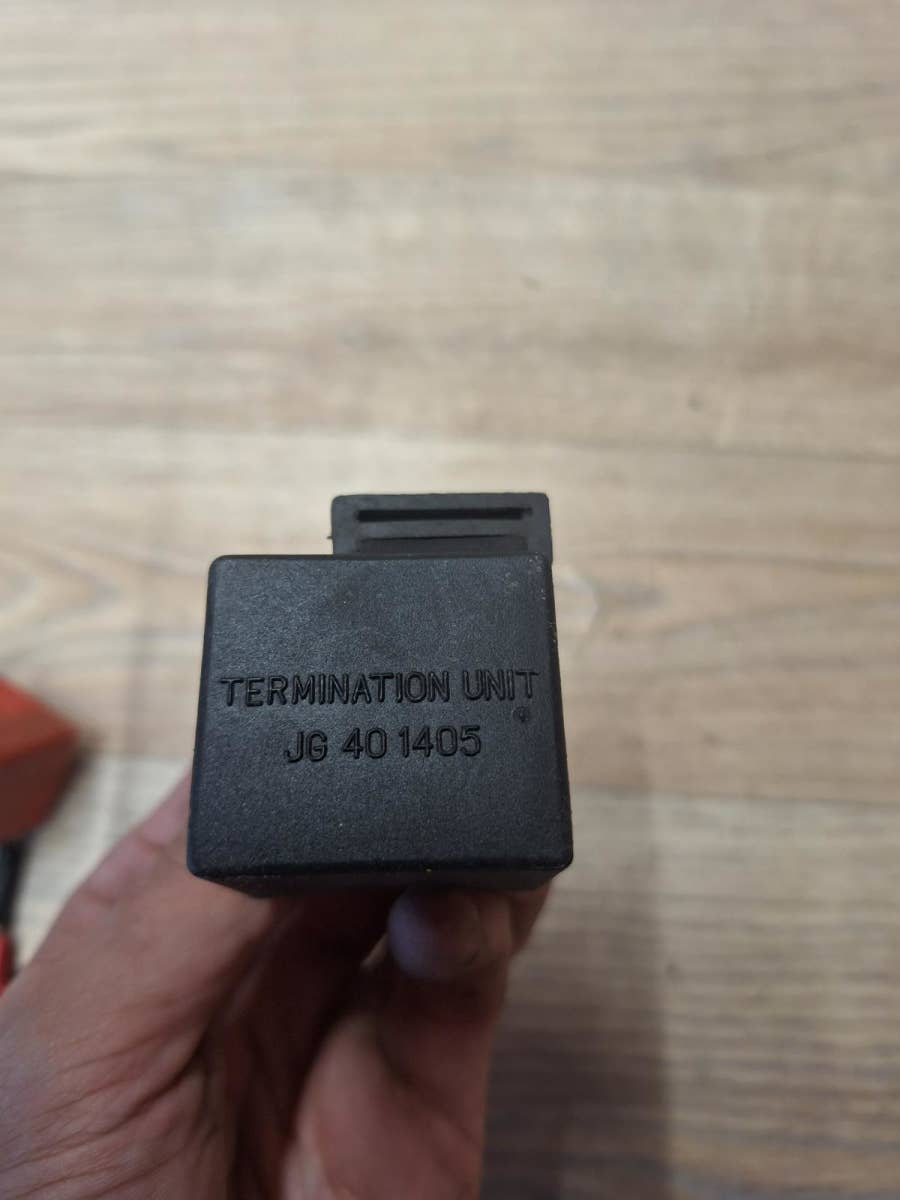 TERMINATION UNIT
JG 40 1405